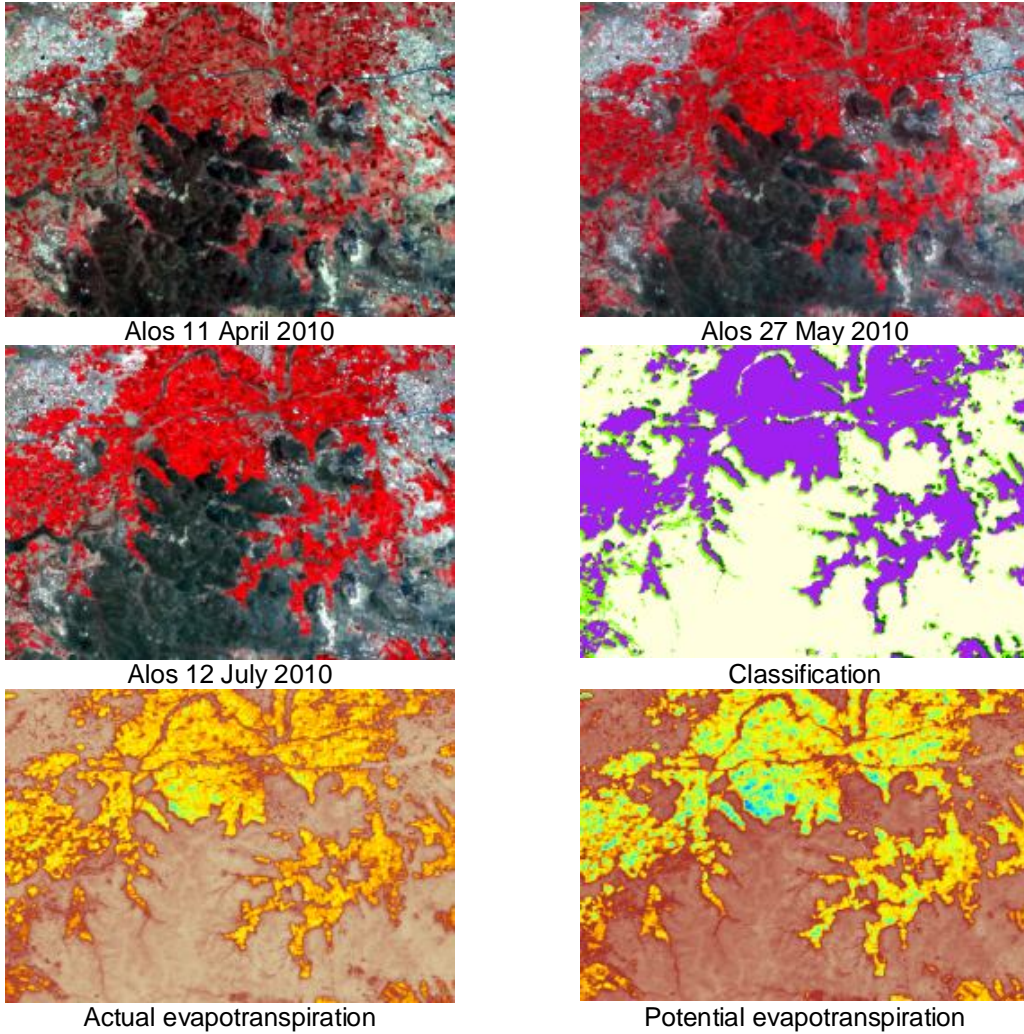 Alos 11 April 2010
Alos 27 May 2010
Alos 12 July 2010
Classification
Actual evapotranspiration
Potential evapotranspiration